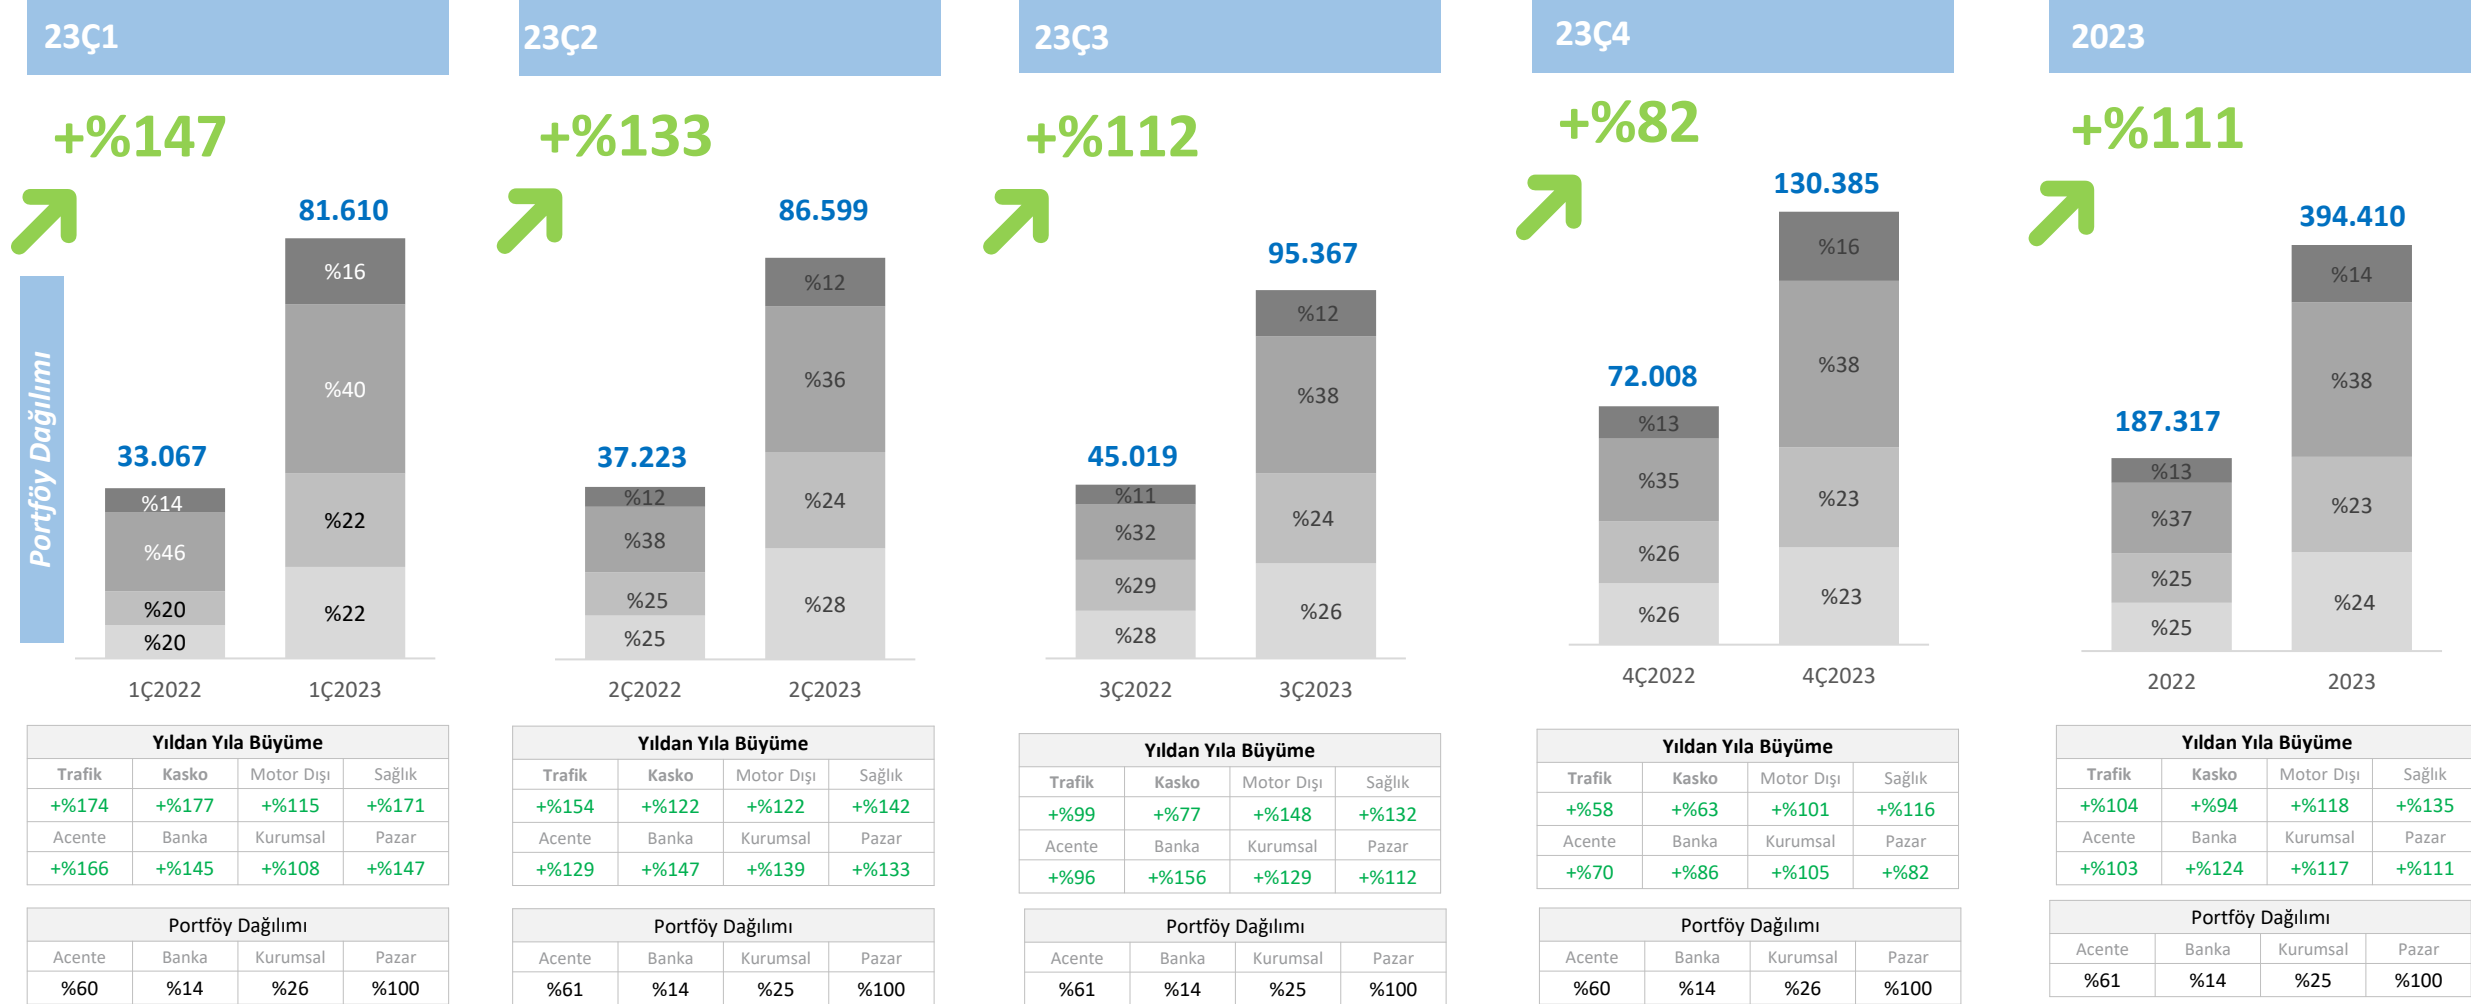 23Ç1
+%147
Portföy Dağılımı
33.067
%14
%46
%20
%20
81.610
%16
%40
%22
%22
1Ç2022 1Ç2023
Yıldan Yıla Büyüme
Trafik Kasko Motor Dışı Sağlık
+%174 +%177 +%115 +%171
Acente Banka Kurumsal Pazar
+%166 +%145 +%108 +%147
Portföy Dağılımı
Acente Banka Kurumsal Pazar
%60 %14 %26 %100
23Ç2
+%133
37.223
%12
%38
%25
%25
86.599
%12
%36
%24
%28
2Ç2022 2Ç2023
Yıldan Yıla Büyüme
Trafik Kasko Motor Dışı Sağlık
+%154 +%122 +%122 +%142
Acente Banka Kurumsal Pazar
+%129 +%147 +%139 +%133
Portföy Dağılımı
Acente Banka Kurumsal Pazar
%61 %14 %25 %100
23Ç3
+%112
45.019
%11
%32
%29
%28
95.367
%12
%38
%24
%26
3Ç2022 3Ç2023
Yıldan Yıla Büyüme
Trafik Kasko Motor Dışı Sağlık
+%99 +%77 +%148 +%132
Acente Banka Kurumsal Pazar
+%96 +%156 +%129 +%112
Portföy Dağılımı
Acente Banka Kurumsal Pazar
%61 %14 %25 %100
23Ç4
+%82
72.008
%13
%35
%26
%26
130.385
%16
%38
%23
%23
4Ç2022 4Ç2023
Yıldan Yıla Büyüme
Trafik Kasko Motor Dışı Sağlık
+%58 +%63 +%101 +%116
Acente Banka Kurumsal Pazar
+%70 +%86 +%105 +%82
Portföy Dağılımı
Acente Banka Kurumsal Pazar
%60 %14 %26 %100
2023
+%111
187.317
%13
%37
%25
%25
394.410
%14
%38
%23
%24
2022 2023
Yıldan Yıla Büyüme
Trafik Kasko Motor Dışı Sağlık
+%104 +%94 +%118 +%135
Acente Banka Kurumsal Pazar
+%103 +%124 +%117 +%111
Portföy Dağılımı
Acente Banka Kurumsal Pazar
%61 %14 %25 %100